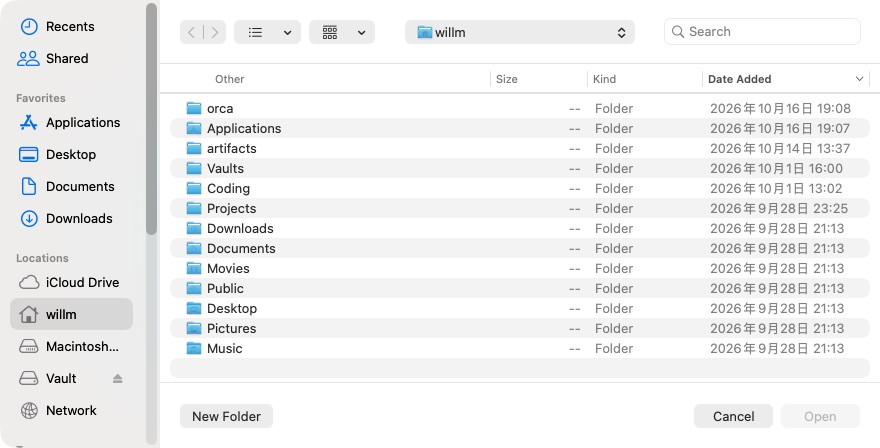 Recents
Shared
Favorites
Applications
Desktop
Documents
Downloads
Locations
iCloud Drive
willm
Macintosh...
Vault
Network
willm
Search
Other Size Kind Date Added
orca -- Folder 2026年10月16日 19:08
Applications -- Folder 2026年10月16日 19:07
artifacts -- Folder 2026年10月14日 13:37
Vaults -- Folder 2026年10月1日 16:00
Coding -- Folder 2026年10月1日 13:02
Projects -- Folder 2026年9月28日 23:25
Downloads -- Folder 2026年9月28日 21:13
Documents -- Folder 2026年9月28日 21:13
Movies -- Folder 2026年9月28日 21:13
Public -- Folder 2026年9月28日 21:13
Desktop -- Folder 2026年9月28日 21:13
Pictures -- Folder 2026年9月28日 21:13
Music -- Folder 2026年9月28日 21:13
New Folder Cancel Open